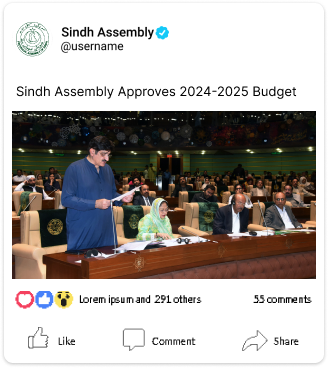 Sindh Assembly
@username
Sindh Assembly Approves 2024-2025 Budget
Lorem ipsum and 291 others 55 comments
Like Comment Share